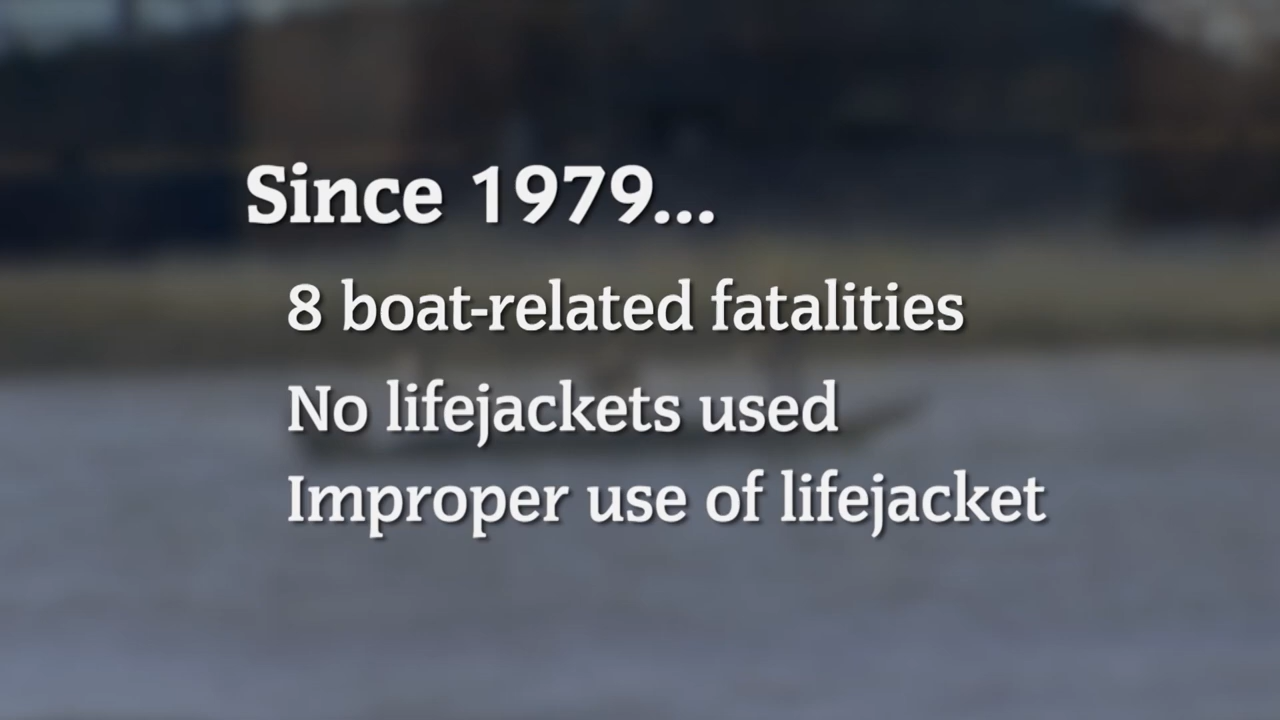 Since 1979...
8 boat-related fatalities
No lifejackets used
Improper use of lifejacket